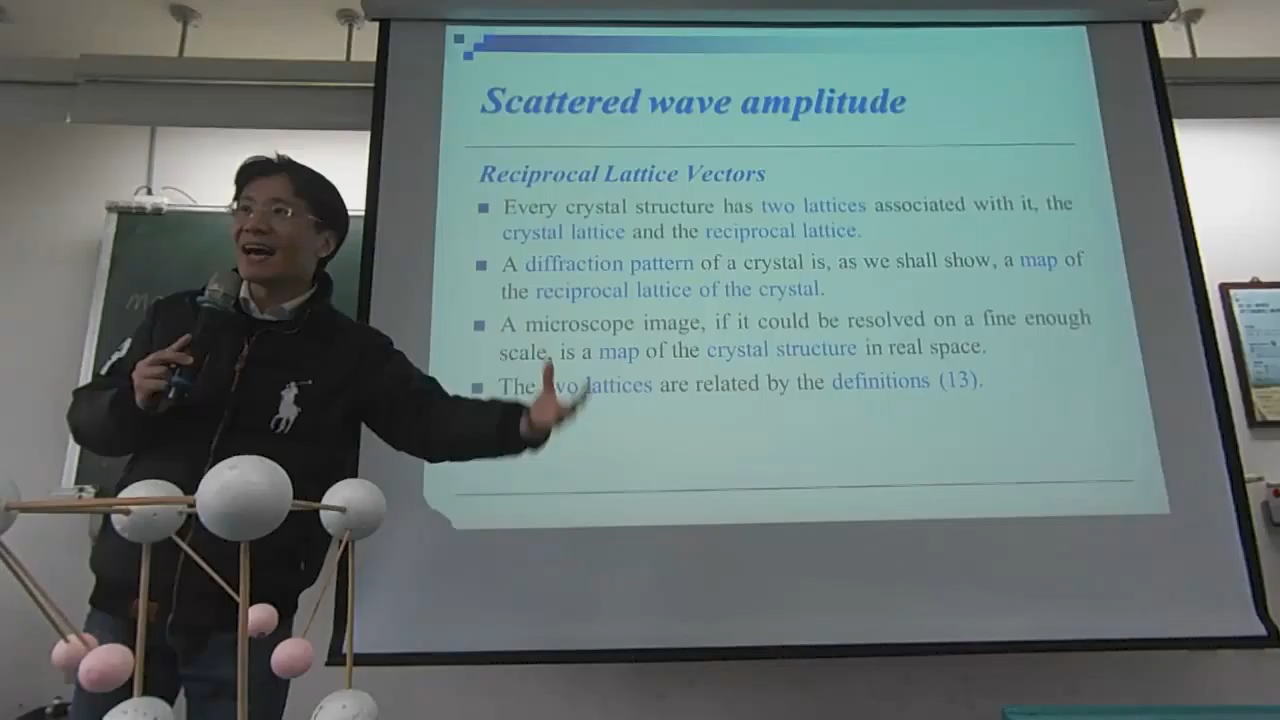 Scattered wave amplitude
Reciprocal Lattice Vectors
Every crystal structure has two lattices associated with it, the
crystal lattice and the reciprocal lattice.
A diffraction pattern of a crystal is, as we shall show, a map of
the reciprocal lattice of the crystal.
A microscope image, if it could be resolved on a fine enough
scale, is a map of the crystal structure in real space.
The two lattices are related by the definitions (13).